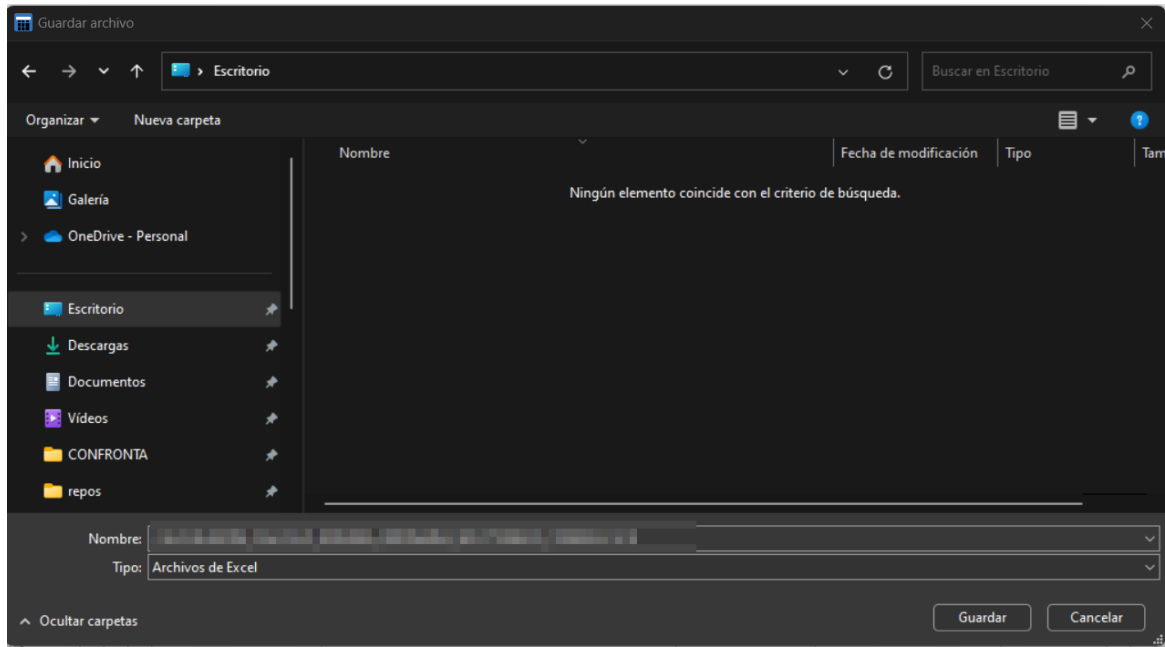 Guardar archivo
Escritorio
Buscar en Escritorio
Organizar
Nueva carpeta
Inicio
Galería
OneDrive - Personal
Escritorio
Descargas
Documentos
Vídeos
CONFRONTA
repos
Nombre
Fecha de modificación
Tipo
Tam
Ningún elemento coincide con el criterio de búsqueda.
Nombre:
Tipo: Archivos de Excel
Ocultar carpetas
Guardar
Cancelar